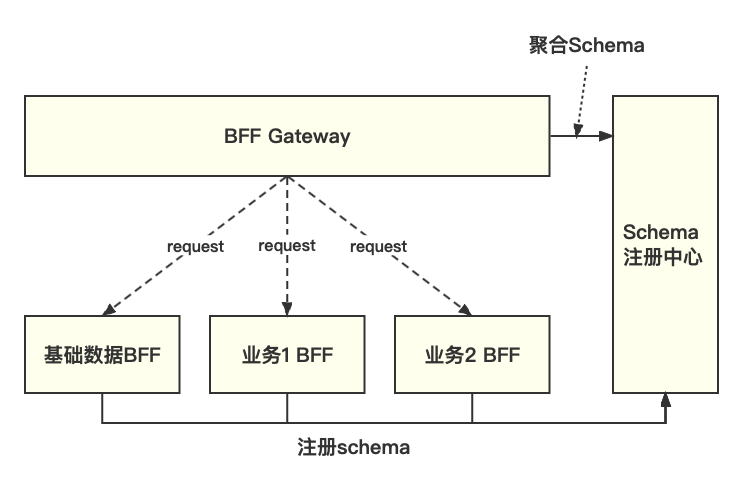 聚合Schema
BFF Gateway
Schema
注册中心
request
request
request
基础数据BFF
业务1 BFF
业务2 BFF
注册schema